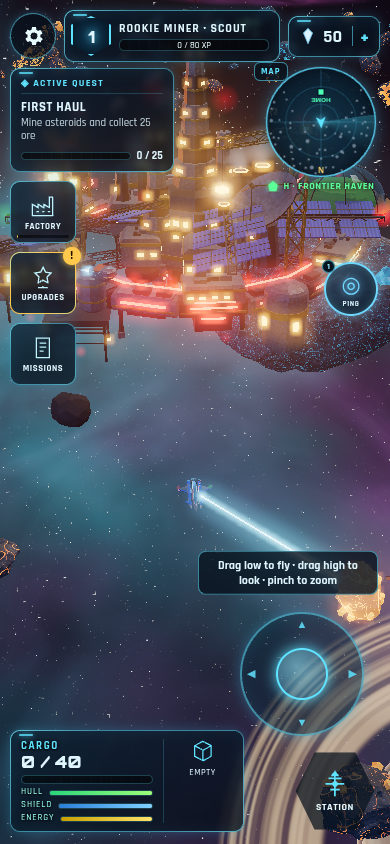 1
ROOKIE MINER · SCOUT
0 / 80 XP
50
+
ACTIVE QUEST
FIRST HAUL
Mine asteroids and collect 25 ore
0 / 25
MAP
HOME
N
H · FRONTIER HAVEN
FACTORY
!
UPGRADES
1
PING
MISSIONS
Drag low to fly · drag high to
look · pinch to zoom
CARGO
0 / 40
EMPTY
HULL
SHIELD
ENERGY
STATION